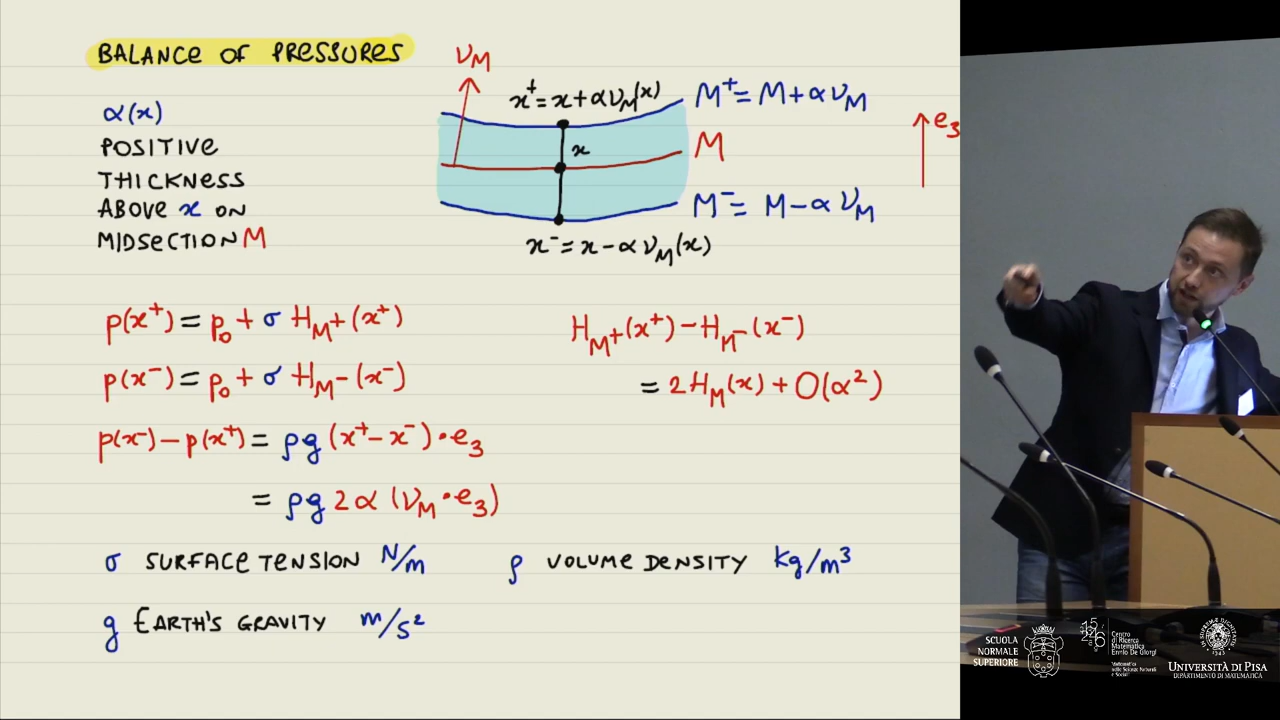 BALANCE OF PRESSURES
α(x)
POSITIVE
THICKNESS
ABOVE x ON
MIDSECTION M
ν_M
x⁺ = x + αν_M(x)
M⁺ = M + αν_M
x
M
e₃
M⁻ = M − αν_M
x⁻ = x − αν_M(x)
p(x⁺) = p₀ + σ H_M⁺(x⁺)
p(x⁻) = p₀ + σ H_M⁻(x⁻)
p(x⁻) − p(x⁺) = ρg (x⁺ − x⁻)·e₃
= ρg 2α (ν_M·e₃)
H_M⁺(x⁺) − H_M⁻(x⁻)
= 2H_M(x) + O(α²)
σ SURFACE TENSION N/m
ρ VOLUME DENSITY kg/m³
g EARTH'S GRAVITY m/s²
SCUOLA
NORMALE
SUPERIORE
Centro
di Ricerca
Matematica
Ennio De Giorgi
UNIVERSITÀ DI PISA
DIPARTIMENTO DI MATEMATICA